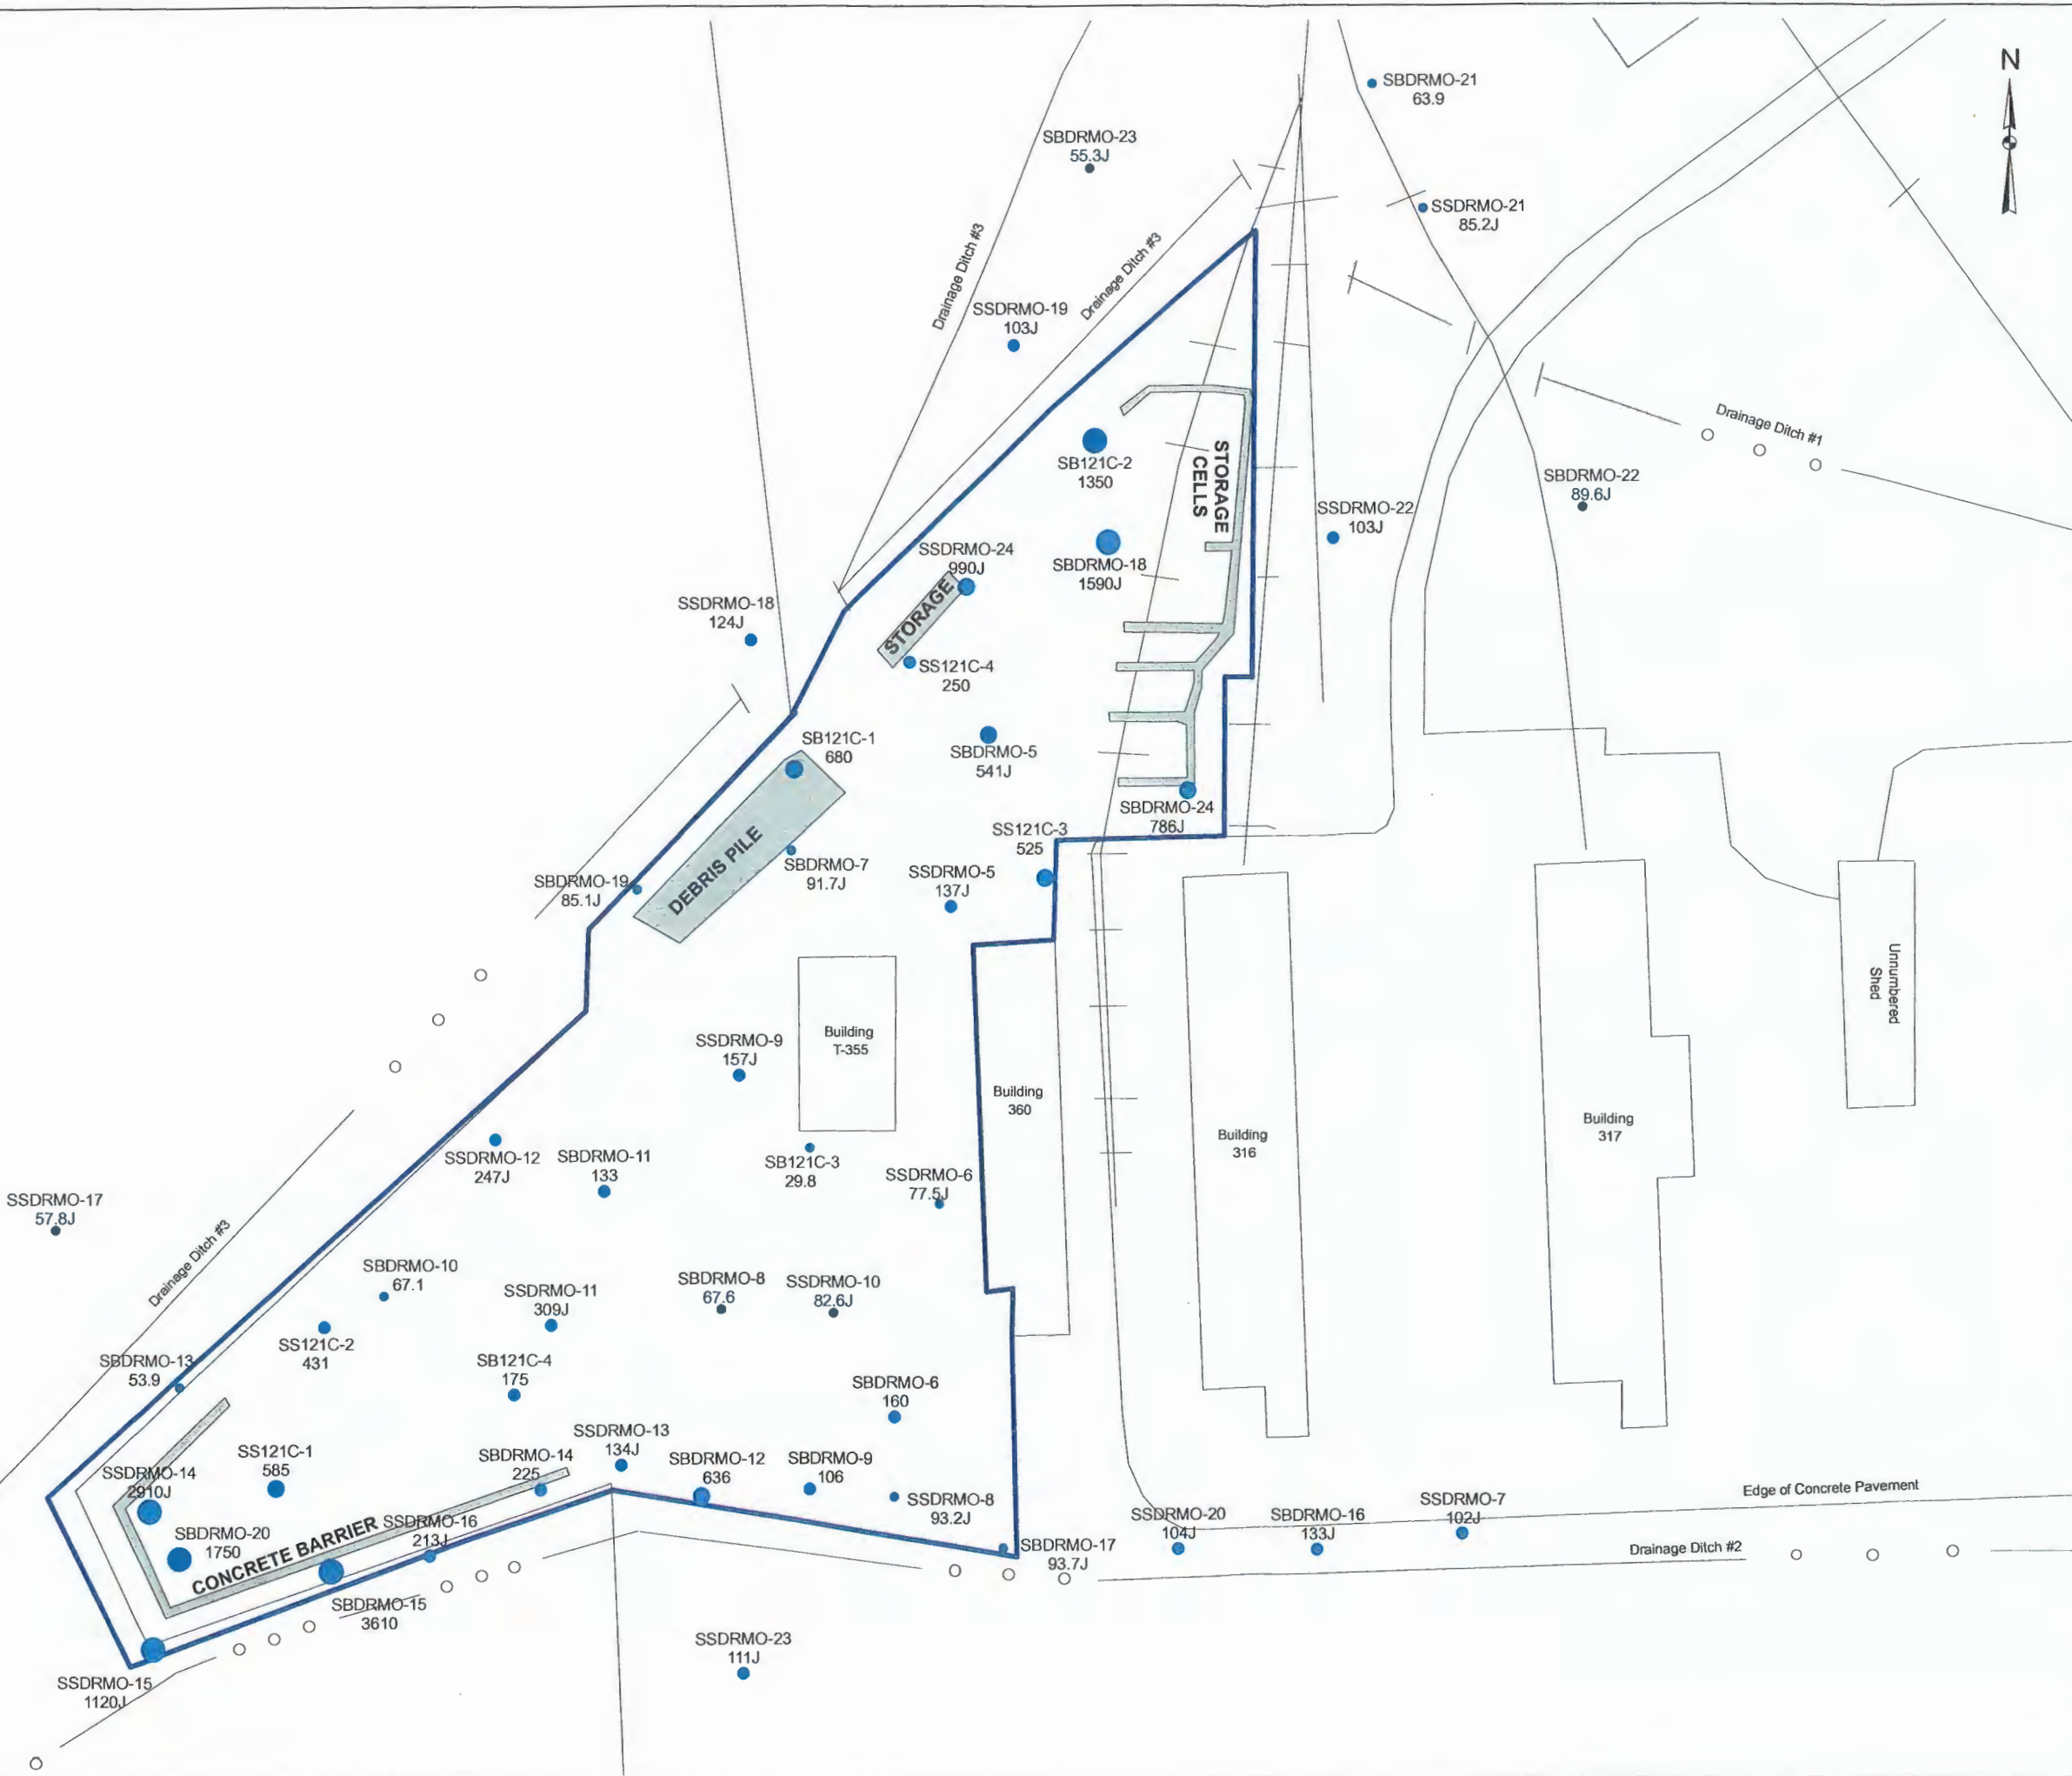 N
SBDRMO-21
63.9
SBDRMO-23
55.3J
SSDRMO-21
85.2J
Drainage Ditch #3
Drainage Ditch #3
SSDRMO-19
103J
Drainage Ditch #1
SB121C-2
1350
STORAGE
CELLS
SBDRMO-22
89.6J
SSDRMO-22
103J
SSDRMO-24
990J
SBDRMO-18
1590J
STORAGE
SSDRMO-18
124J
SS121C-4
250
SB121C-1
680
SBDRMO-5
541J
SBDRMO-24
786J
SS121C-3
525
DEBRIS PILE
SBDRMO-7
91.7J
SSDRMO-5
137J
SBDRMO-19
85.1J
Unnumbered
Shed
SSDRMO-9
157J
Building
T-355
Building
360
Building
316
Building
317
SSDRMO-12
247J
SBDRMO-11
133
SB121C-3
29.8
SSDRMO-6
77.5J
SSDRMO-17
57.8J
Drainage Ditch #3
SBDRMO-10
67.1
SSDRMO-11
309J
SBDRMO-8
67.6
SSDRMO-10
82.6J
SS121C-2
431
SBDRMO-13
53.9
SB121C-4
175
SBDRMO-6
160
SSDRMO-13
134J
SS121C-1
585
SSDRMO-14
2910J
SBDRMO-14
225
SBDRMO-12
636
SBDRMO-9
106
SSDRMO-8
93.2J
Edge of Concrete Pavement
SSDRMO-7
102J
SSDRMO-20
104J
SBDRMO-16
133J
SBDRMO-20
1750
CONCRETE BARRIER
SSDRMO-16
213J
SBDRMO-17
93.7J
Drainage Ditch #2
SBDRMO-15
3610
SSDRMO-23
111J
SSDRMO-15
1120J